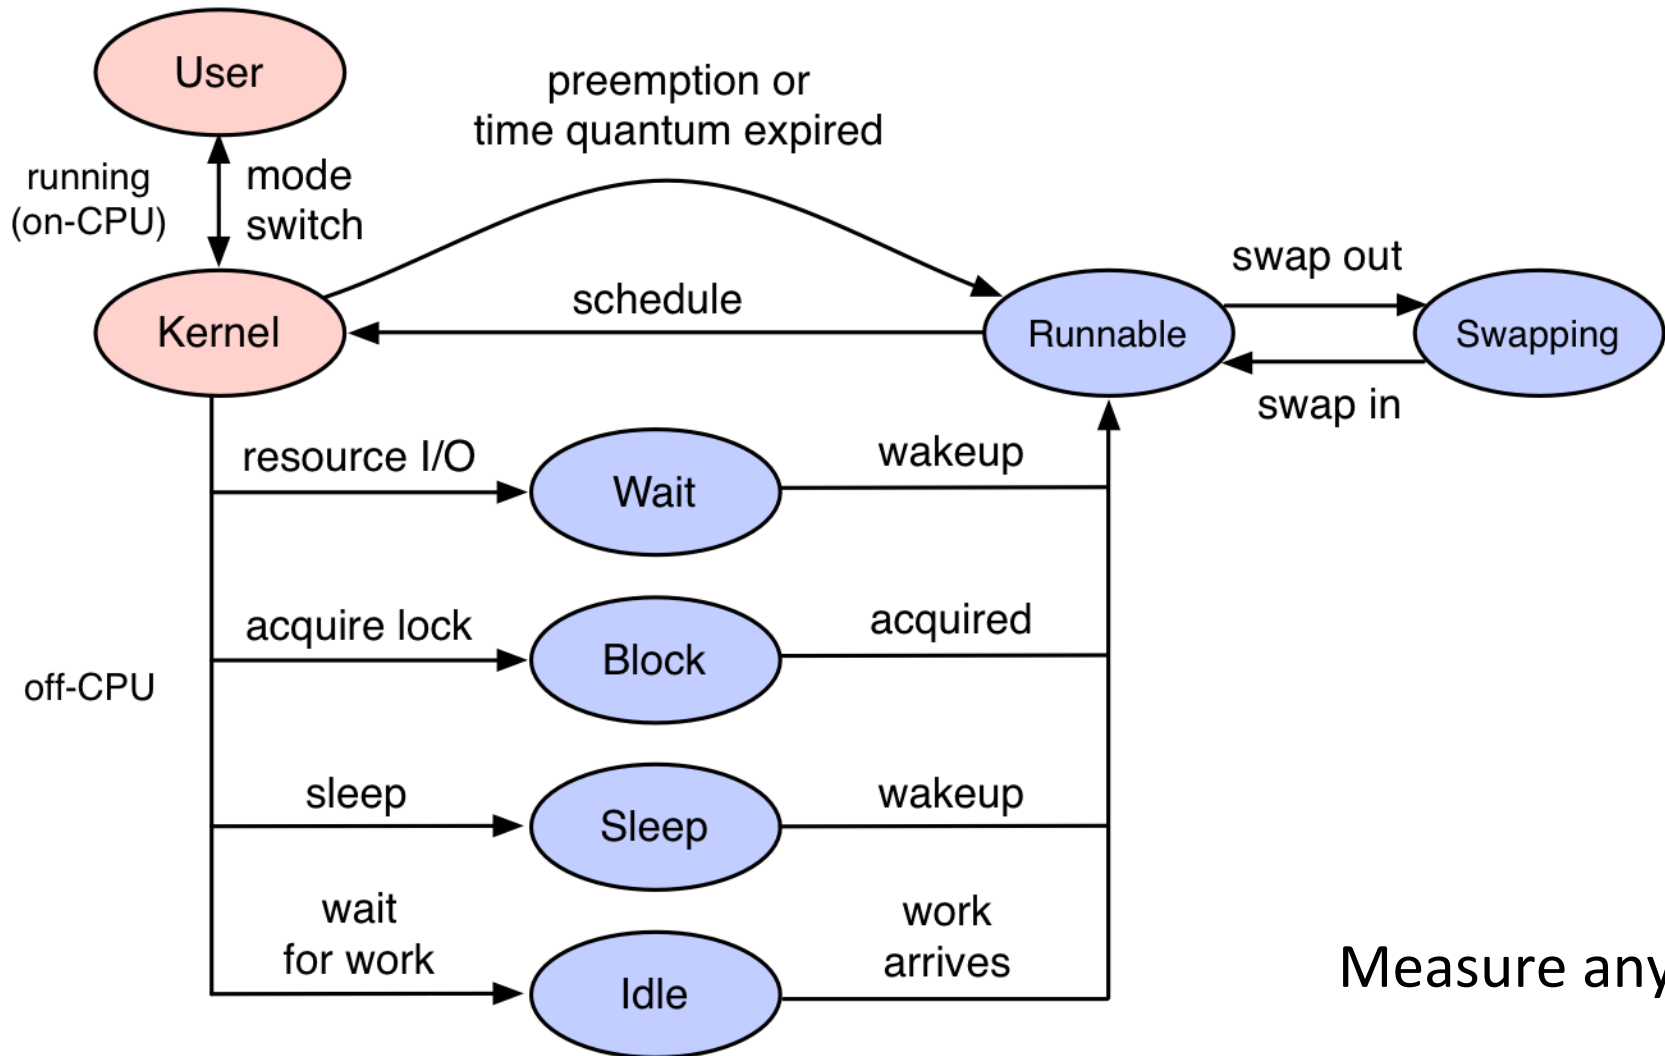 User
preemption or
time quantum expired
running
(on-CPU)
mode
switch
swap out
schedule
Kernel
Runnable
Swapping
swap in
resource I/O
Wait
wakeup
acquire lock
Block
acquired
off-CPU
sleep
Sleep
wakeup
wait
for work
Idle
work
arrives
Measure any